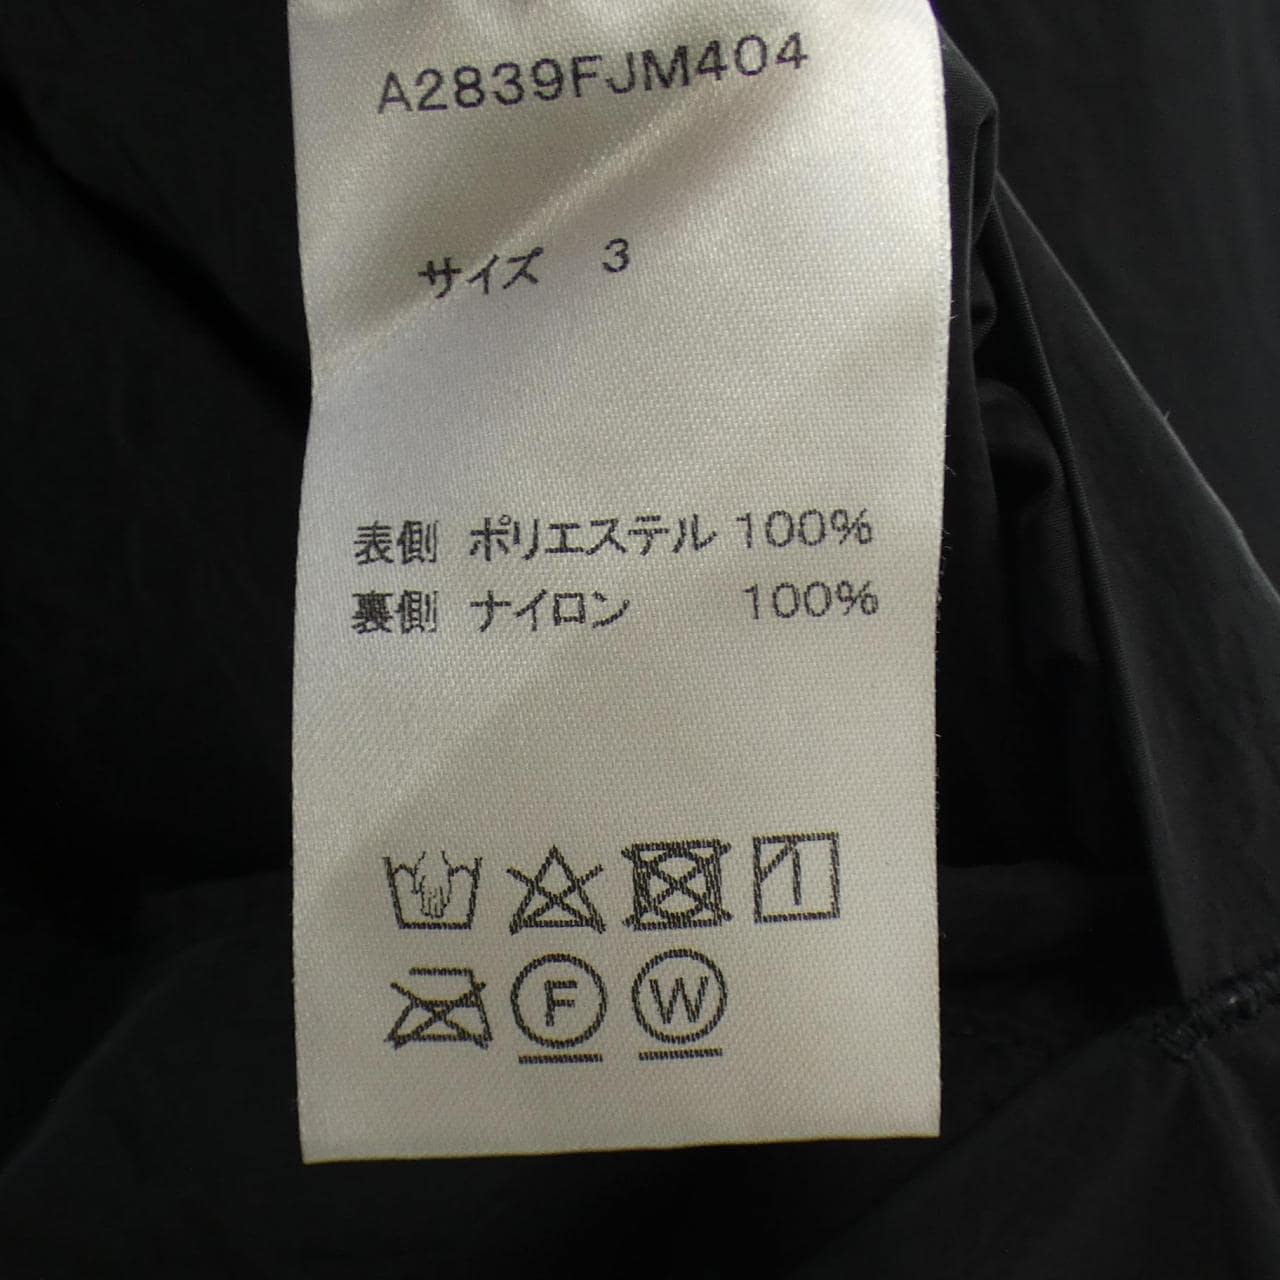 A2839FJM404
サイズ 3
表側 ポリエステル 100%
裏側 ナイロン 100%
F W